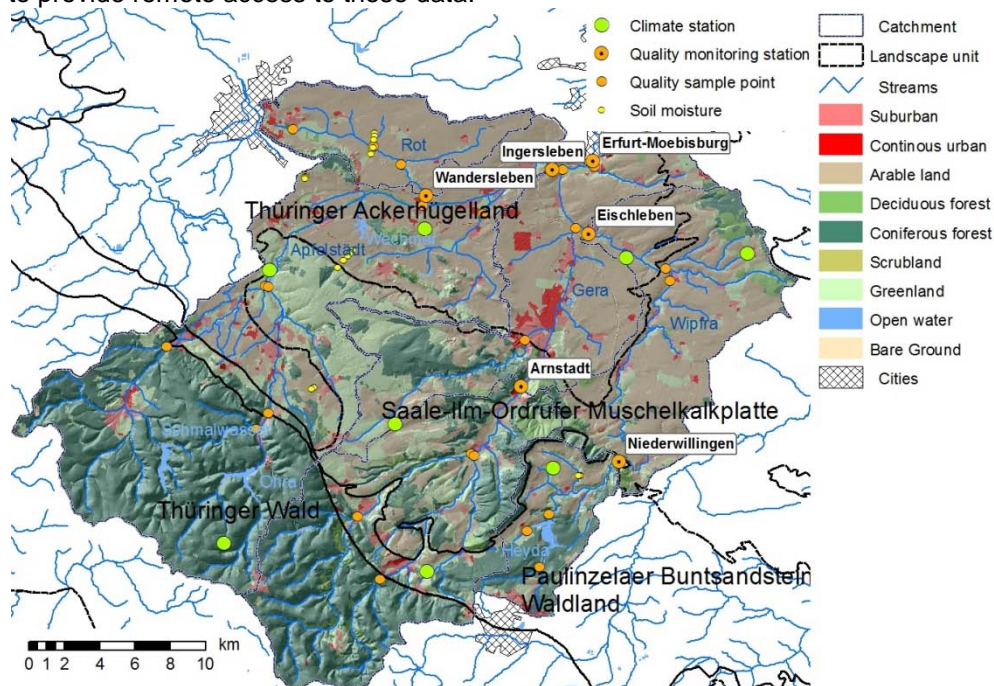 to provide remote access to these data.
Climate station
Quality monitoring station
Quality sample point
Soil moisture
Catchment
Landscape unit
Streams
Suburban
Continous urban
Arable land
Deciduous forest
Coniferous forest
Scrubland
Greenland
Open water
Bare Ground
Cities
Rot
Ingersleben
Erfurt-Moebisburg
Wandersleben
Thüringer Ackerhügelland
Eischleben
Wechmar
Apfelstädt
Gera
Wipfra
Arnstadt
Saale-Ilm-Ordrufer Muschelkalkplatte
Schmalwasser
Niederwillingen
Ohra
Thüringer Wald
Heyda
Paulinzelaer Buntsandstein
Waldland
0 1 2 4 6 8 10 km